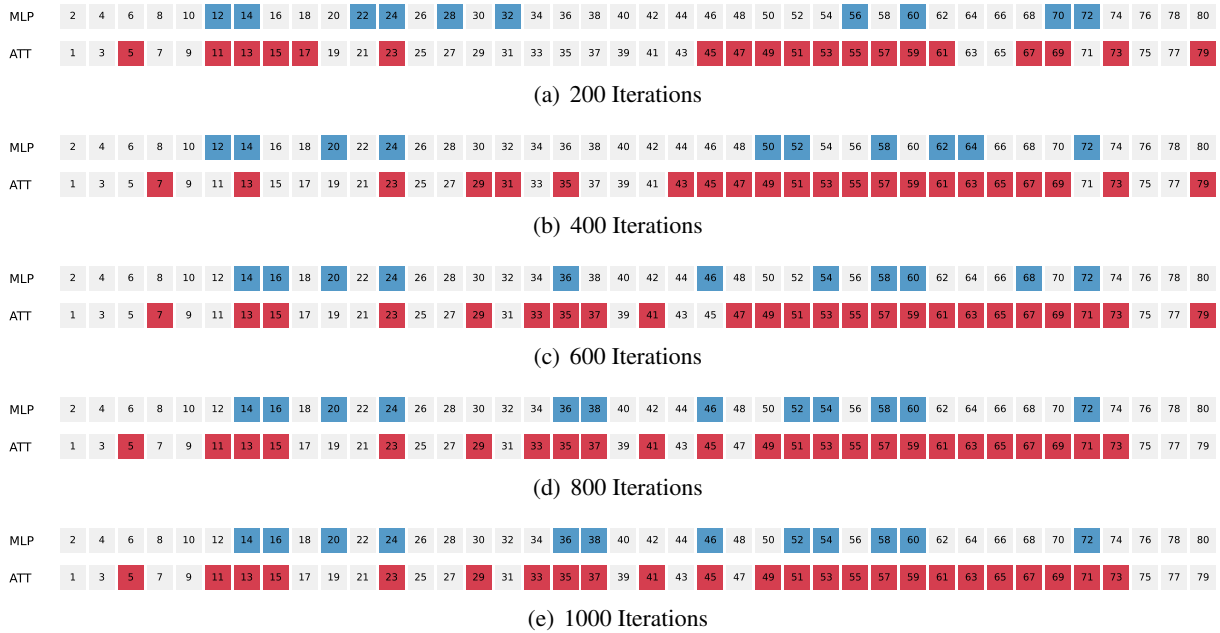 MLP 2 4 6 8 10 12 14 16 18 20 22 24 26 28 30 32 34 36 38 40 42 44 46 48 50 52 54 56 58 60 62 64 66 68 70 72 74 76 78 80
ATT 1 3 5 7 9 11 13 15 17 19 21 23 25 27 29 31 33 35 37 39 41 43 45 47 49 51 53 55 57 59 61 63 65 67 69 71 73 75 77 79
(a) 200 Iterations
MLP 2 4 6 8 10 12 14 16 18 20 22 24 26 28 30 32 34 36 38 40 42 44 46 48 50 52 54 56 58 60 62 64 66 68 70 72 74 76 78 80
ATT 1 3 5 7 9 11 13 15 17 19 21 23 25 27 29 31 33 35 37 39 41 43 45 47 49 51 53 55 57 59 61 63 65 67 69 71 73 75 77 79
(b) 400 Iterations
MLP 2 4 6 8 10 12 14 16 18 20 22 24 26 28 30 32 34 36 38 40 42 44 46 48 50 52 54 56 58 60 62 64 66 68 70 72 74 76 78 80
ATT 1 3 5 7 9 11 13 15 17 19 21 23 25 27 29 31 33 35 37 39 41 43 45 47 49 51 53 55 57 59 61 63 65 67 69 71 73 75 77 79
(c) 600 Iterations
MLP 2 4 6 8 10 12 14 16 18 20 22 24 26 28 30 32 34 36 38 40 42 44 46 48 50 52 54 56 58 60 62 64 66 68 70 72 74 76 78 80
ATT 1 3 5 7 9 11 13 15 17 19 21 23 25 27 29 31 33 35 37 39 41 43 45 47 49 51 53 55 57 59 61 63 65 67 69 71 73 75 77 79
(d) 800 Iterations
MLP 2 4 6 8 10 12 14 16 18 20 22 24 26 28 30 32 34 36 38 40 42 44 46 48 50 52 54 56 58 60 62 64 66 68 70 72 74 76 78 80
ATT 1 3 5 7 9 11 13 15 17 19 21 23 25 27 29 31 33 35 37 39 41 43 45 47 49 51 53 55 57 59 61 63 65 67 69 71 73 75 77 79
(e) 1000 Iterations